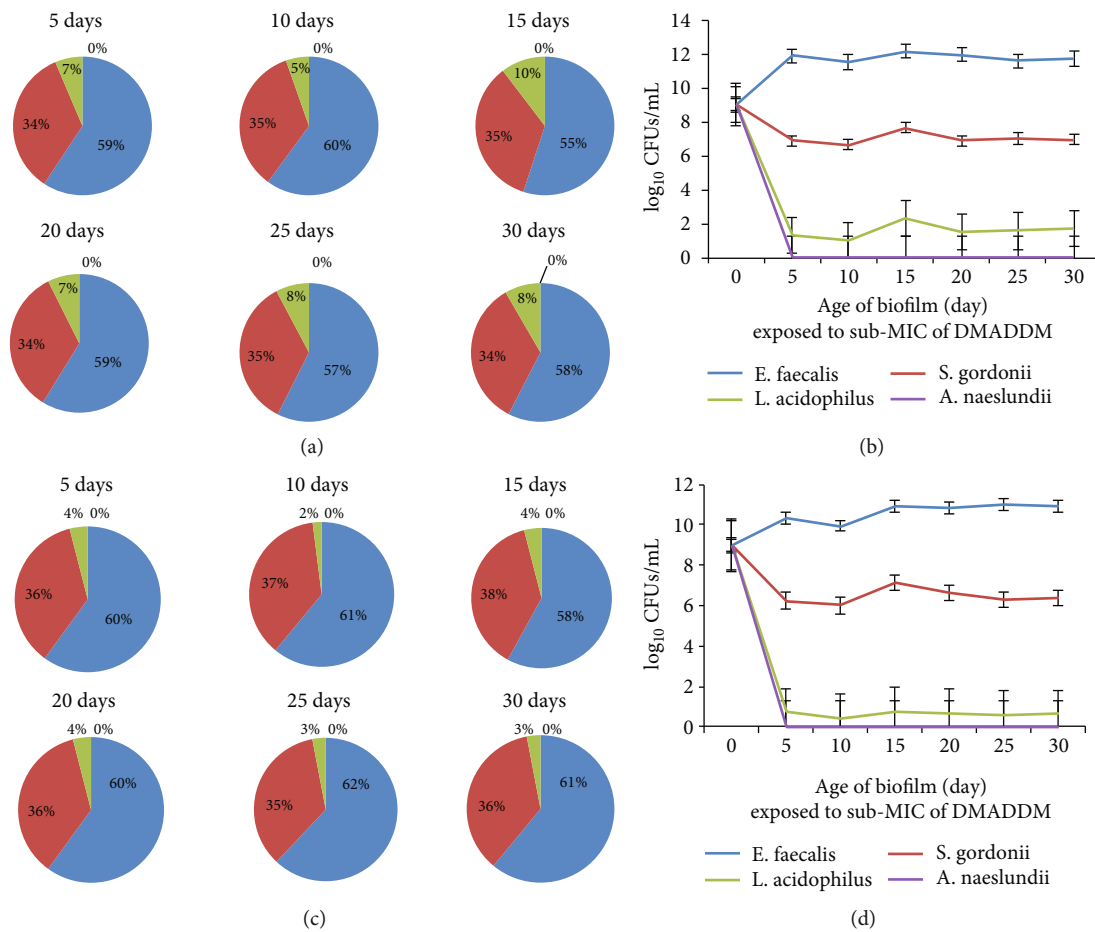 5 days
10 days
15 days
0%
7%
34%
59%
0%
5%
35%
60%
0%
10%
35%
55%
20 days
25 days
30 days
0%
7%
34%
59%
0%
8%
35%
57%
0%
8%
34%
58%
(a)
14
12
10
8
6
4
2
0
log₁₀ CFUs/mL
0 5 10 15 20 25 30
Age of biofilm (day)
exposed to sub-MIC of DMADDM
E. faecalis
S. gordonii
L. acidophilus
A. naeslundii
(b)
5 days
10 days
15 days
4% 0%
36%
60%
2% 0%
37%
61%
4% 0%
38%
58%
20 days
25 days
30 days
4% 0%
36%
60%
3% 0%
35%
62%
3% 0%
36%
61%
(c)
12
10
8
6
4
2
0
log₁₀ CFUs/mL
0 5 10 15 20 25 30
Age of biofilm (day)
exposed to sub-MIC of DMADDM
E. faecalis
S. gordonii
L. acidophilus
A. naeslundii
(d)